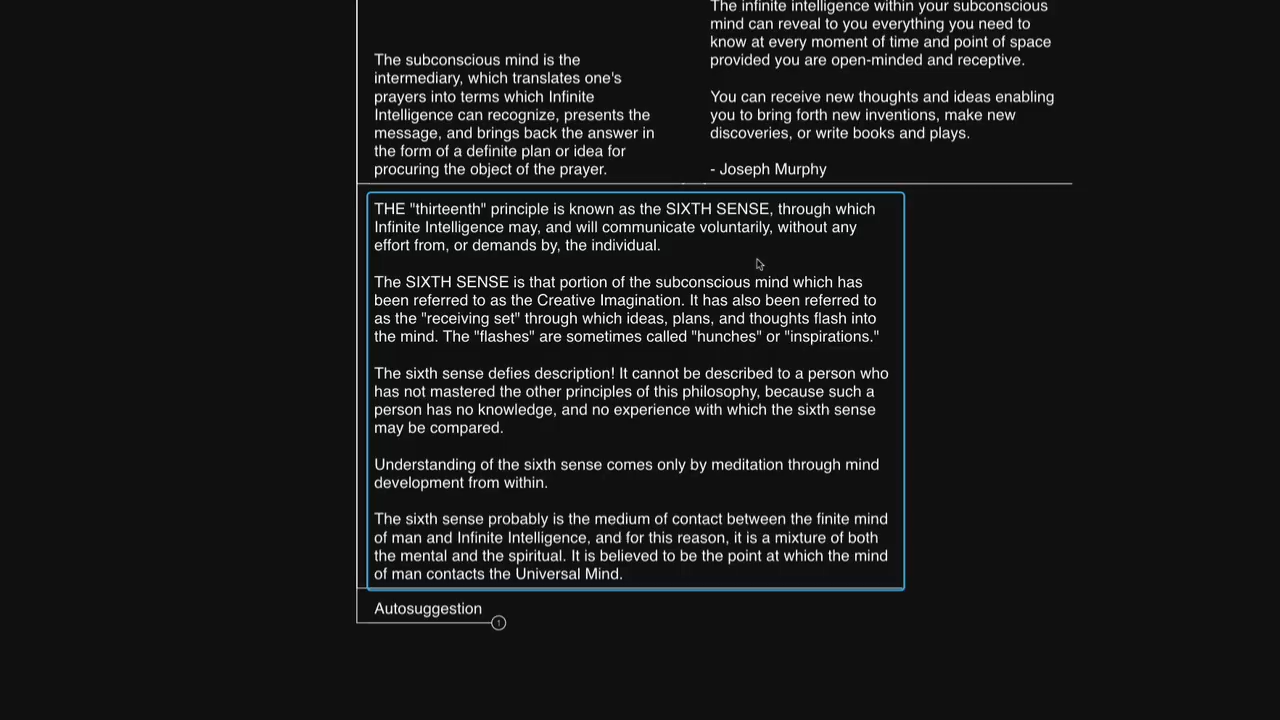 The subconscious mind is the
intermediary, which translates one's
prayers into terms which Infinite
Intelligence can recognize, presents the
message, and brings back the answer in
the form of a definite plan or idea for
procuring the object of the prayer.
The infinite intelligence within your subconscious
mind can reveal to you everything you need to
know at every moment of time and point of space
provided you are open-minded and receptive.
You can receive new thoughts and ideas enabling
you to bring forth new inventions, make new
discoveries, or write books and plays.
- Joseph Murphy
THE "thirteenth" principle is known as the SIXTH SENSE, through which
Infinite Intelligence may, and will communicate voluntarily, without any
effort from, or demands by, the individual.
The SIXTH SENSE is that portion of the subconscious mind which has
been referred to as the Creative Imagination. It has also been referred to
as the "receiving set" through which ideas, plans, and thoughts flash into
the mind. The "flashes" are sometimes called "hunches" or "inspirations."
The sixth sense defies description! It cannot be described to a person who
has not mastered the other principles of this philosophy, because such a
person has no knowledge, and no experience with which the sixth sense
may be compared.
Understanding of the sixth sense comes only by meditation through mind
development from within.
The sixth sense probably is the medium of contact between the finite mind
of man and Infinite Intelligence, and for this reason, it is a mixture of both
the mental and the spiritual. It is believed to be the point at which the mind
of man contacts the Universal Mind.
Autosuggestion
1